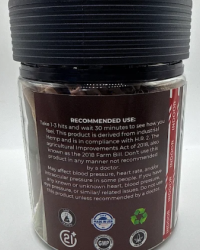 RECOMMENDED USE:
Take 1-3 hits and wait 30 minutes to see how you
feel. This product is derived from industrial
Hemp and is in compliance with H.B. 2, The
agricultural Improvements Act of 2018, also
known as the 2018 Farm Bill. Don't use this
product in any manner not recommended
by a doctor.
May affect blood pressure, heart rate, and/or
intraocular pressure in some people. If you have
any known or unknown heart, blood pressure,
eye pressure, or similar/ related issues. Do not use
this product unless recommended by a doctor.
21
GMP